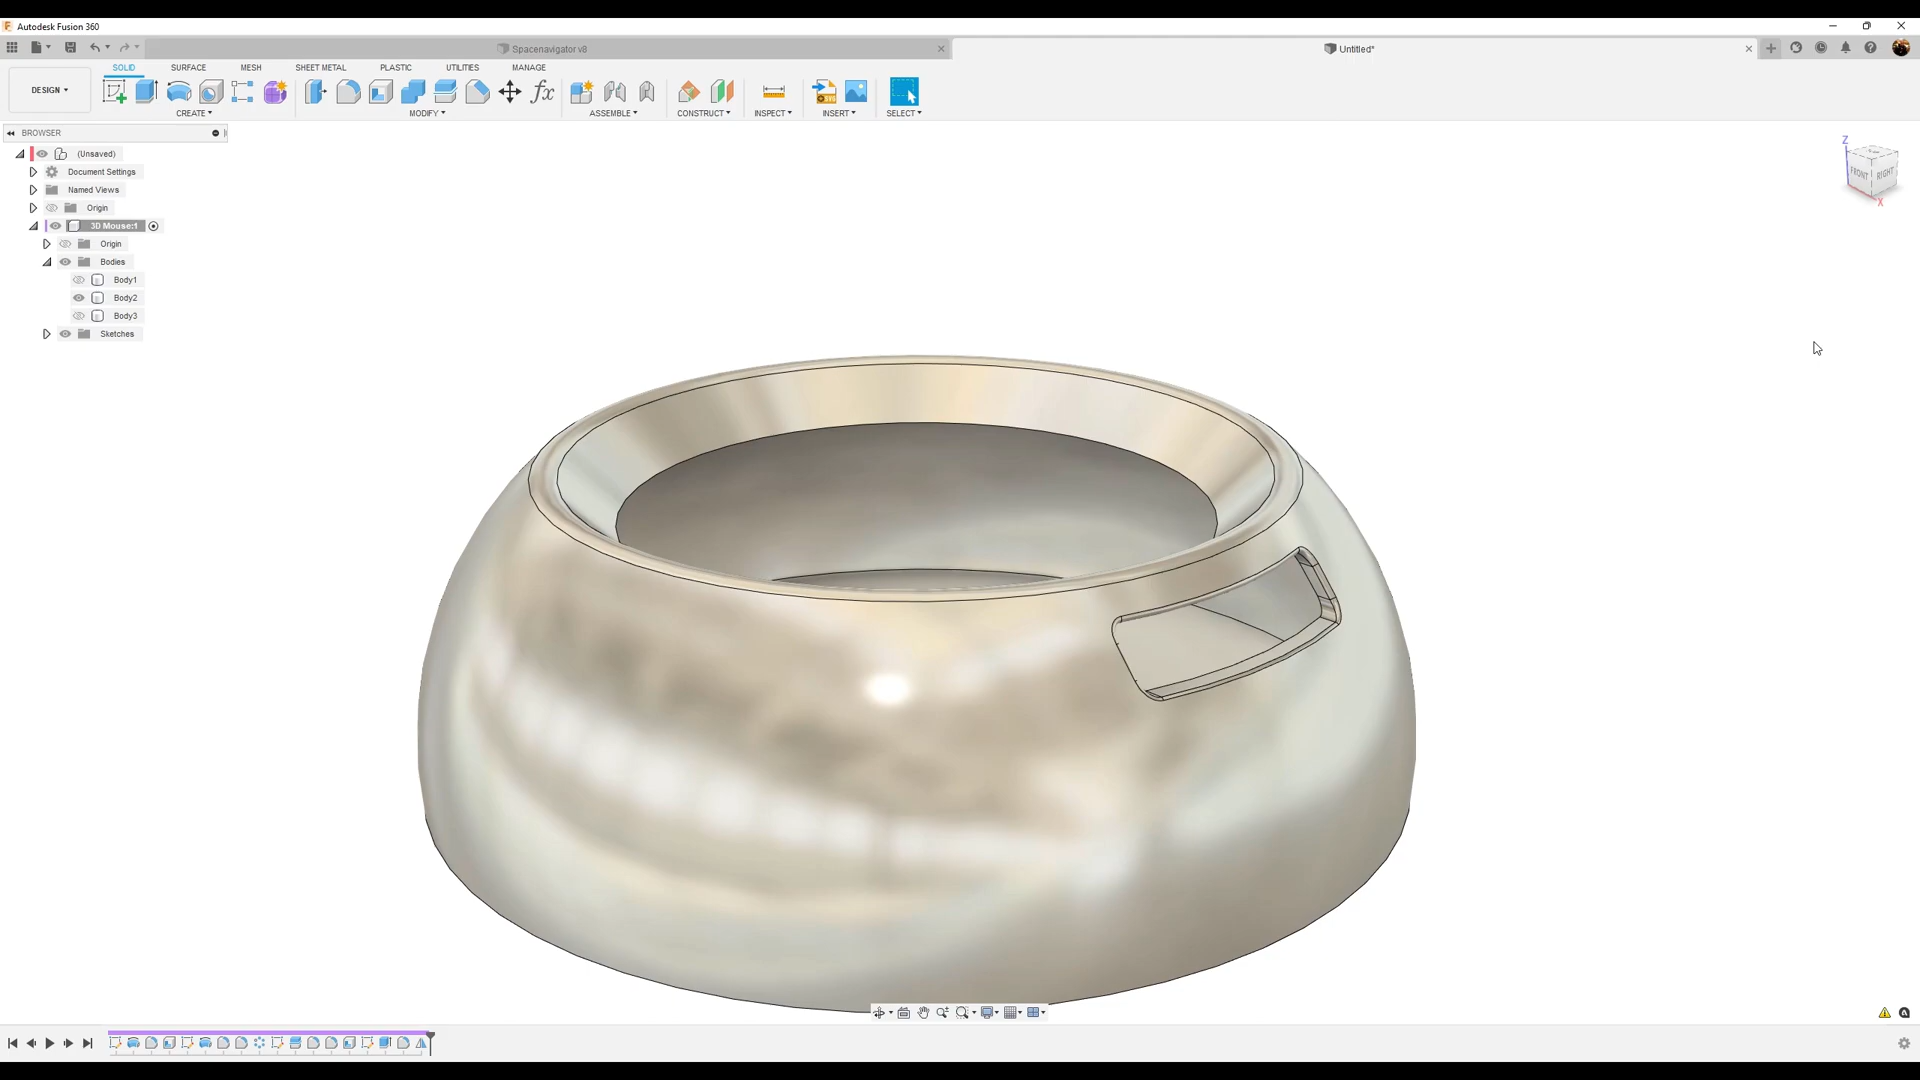 Autodesk Fusion 360
Spacenavigator v8
Untitled*
DESIGN
SOLID SURFACE MESH SHEET METAL PLASTIC UTILITIES MANAGE
CREATE MODIFY ASSEMBLE CONSTRUCT INSPECT INSERT SELECT
BROWSER
(Unsaved)
Document Settings
Named Views
Origin
3D Mouse:1
Origin
Bodies
Body1
Body2
Body3
Sketches
Z
FRONT RIGHT
X